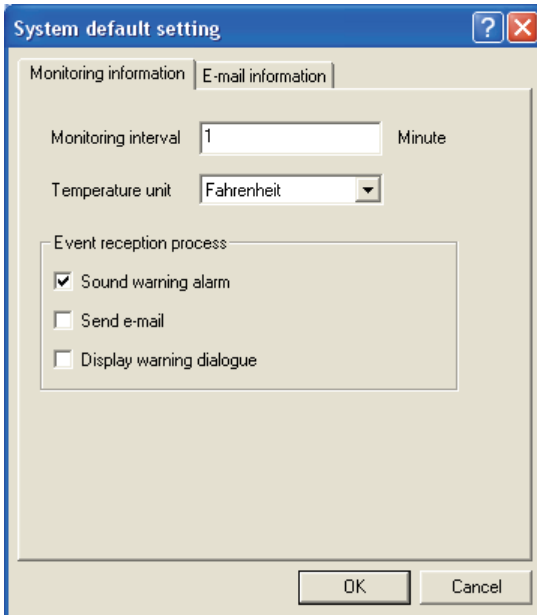 System default setting
Monitoring information E-mail information
Monitoring interval 1 Minute
Temperature unit Fahrenheit
Event reception process
Sound warning alarm
Send e-mail
Display warning dialogue
OK Cancel